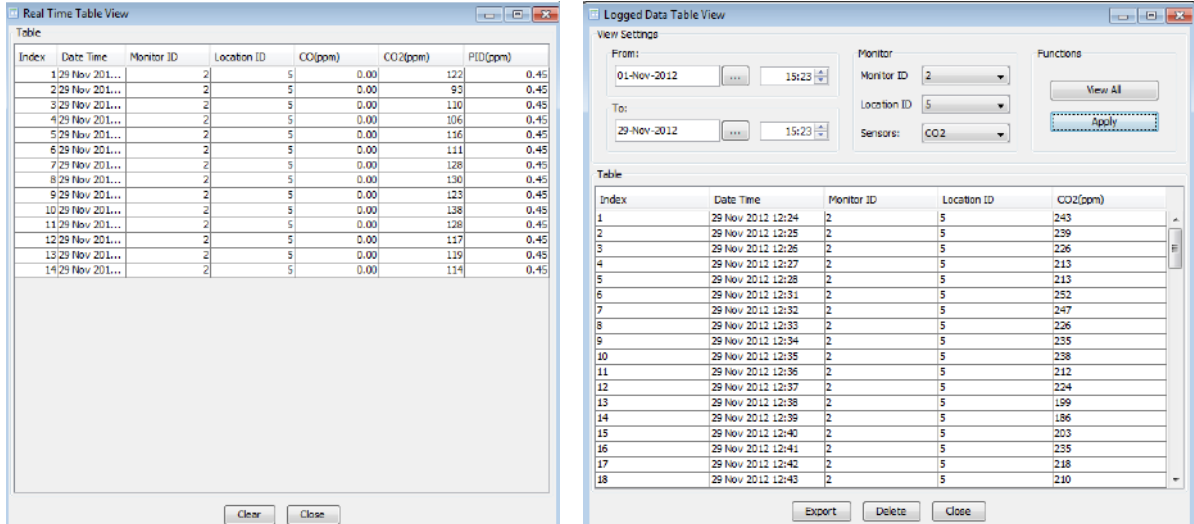 Real Time Table View
Table
Index Date Time Monitor ID Location ID CO(ppm) CO2(ppm) PID(ppm)
1 29 Nov 201... 2 5 0.00 122 0.45
2 29 Nov 201... 2 5 0.00 93 0.45
3 29 Nov 201... 2 5 0.00 110 0.45
4 29 Nov 201... 2 5 0.00 106 0.45
5 29 Nov 201... 2 5 0.00 116 0.45
6 29 Nov 201... 2 5 0.00 111 0.45
7 29 Nov 201... 2 5 0.00 128 0.45
8 29 Nov 201... 2 5 0.00 130 0.45
9 29 Nov 201... 2 5 0.00 123 0.45
10 29 Nov 201... 2 5 0.00 138 0.45
11 29 Nov 201... 2 5 0.00 128 0.45
12 29 Nov 201... 2 5 0.00 117 0.45
13 29 Nov 201... 2 5 0.00 119 0.45
14 29 Nov 201... 2 5 0.00 114 0.45
Clear Close
Logged Data Table View
View Settings
From:
01-Nov-2012 ... 15:23
To:
29-Nov-2012 ... 15:23
Monitor
Monitor ID 2
Location ID 5
Sensors: CO2
Functions
View All
Apply
Table
Index Date Time Monitor ID Location ID CO2(ppm)
1 29 Nov 2012 12:24 2 5 243
2 29 Nov 2012 12:25 2 5 239
3 29 Nov 2012 12:26 2 5 226
4 29 Nov 2012 12:27 2 5 213
5 29 Nov 2012 12:28 2 5 213
6 29 Nov 2012 12:31 2 5 252
7 29 Nov 2012 12:32 2 5 247
8 29 Nov 2012 12:33 2 5 226
9 29 Nov 2012 12:34 2 5 235
10 29 Nov 2012 12:35 2 5 238
11 29 Nov 2012 12:36 2 5 212
12 29 Nov 2012 12:37 2 5 224
13 29 Nov 2012 12:38 2 5 199
14 29 Nov 2012 12:39 2 5 186
15 29 Nov 2012 12:40 2 5 203
16 29 Nov 2012 12:41 2 5 235
17 29 Nov 2012 12:42 2 5 218
18 29 Nov 2012 12:43 2 5 210
Export Delete Close